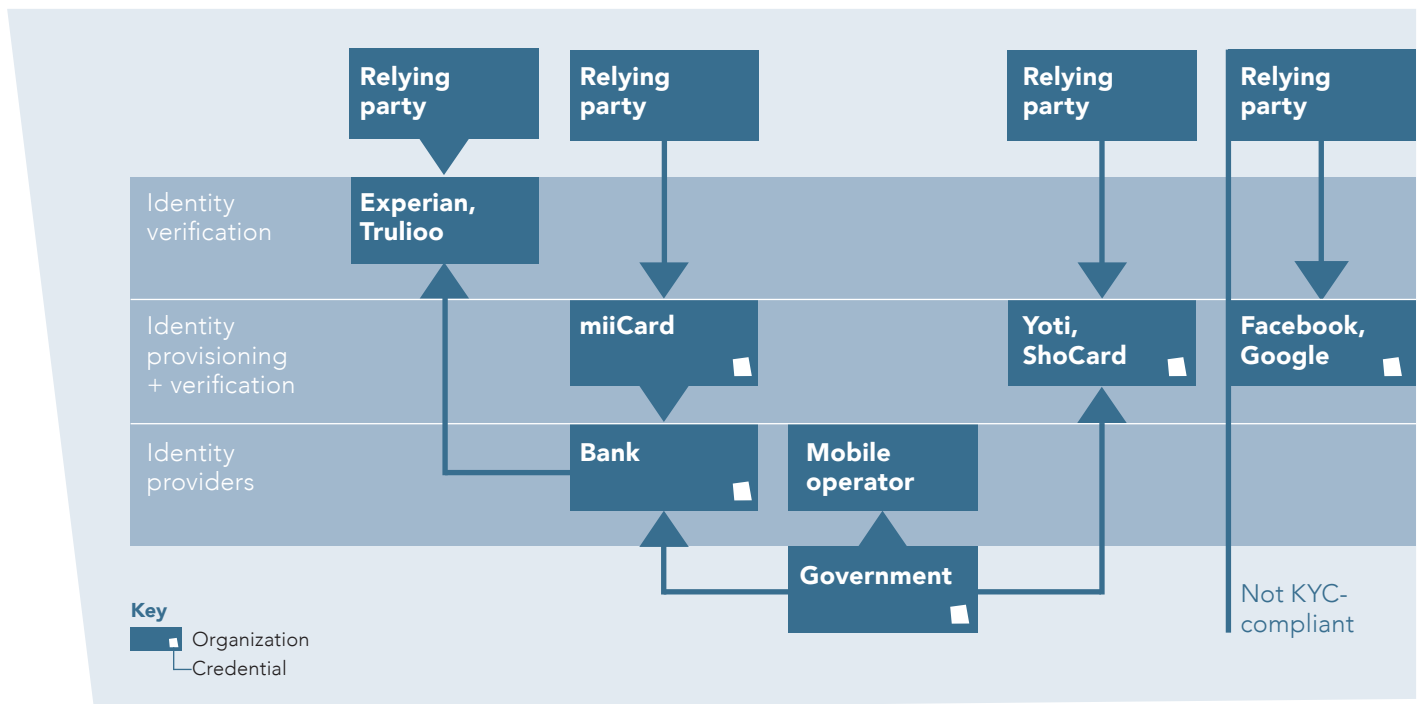 Relying
party
Relying
party
Relying
party
Relying
party
Identity
verification
Experian,
Trulioo
Identity
provisioning
+ verification
miiCard
Yoti,
ShoCard
Facebook,
Google
Identity
providers
Bank
Mobile
operator
Government
Not KYC-
compliant
Key
Organization
Credential